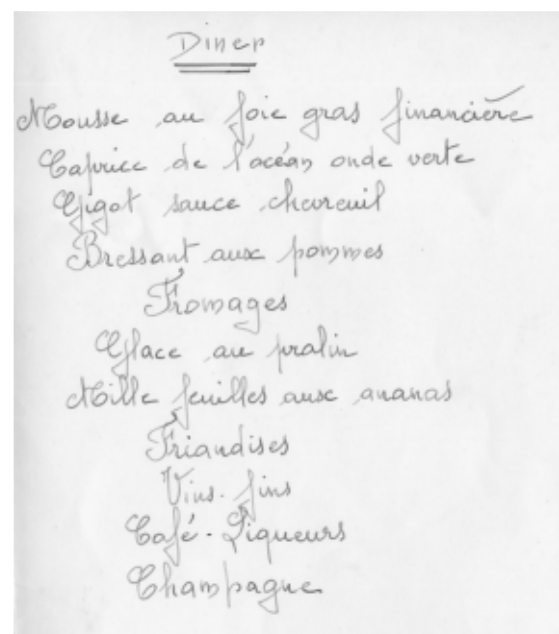 Diner
Mousse au foie gras financière
Caprice de l'océan onde verte
Gigot sauce chevreuil
Bressant aux pommes
Fromages
Glace au pralin
Mille feuilles aux ananas
Friandises
Vins fins
Café - Liqueurs
Champagne